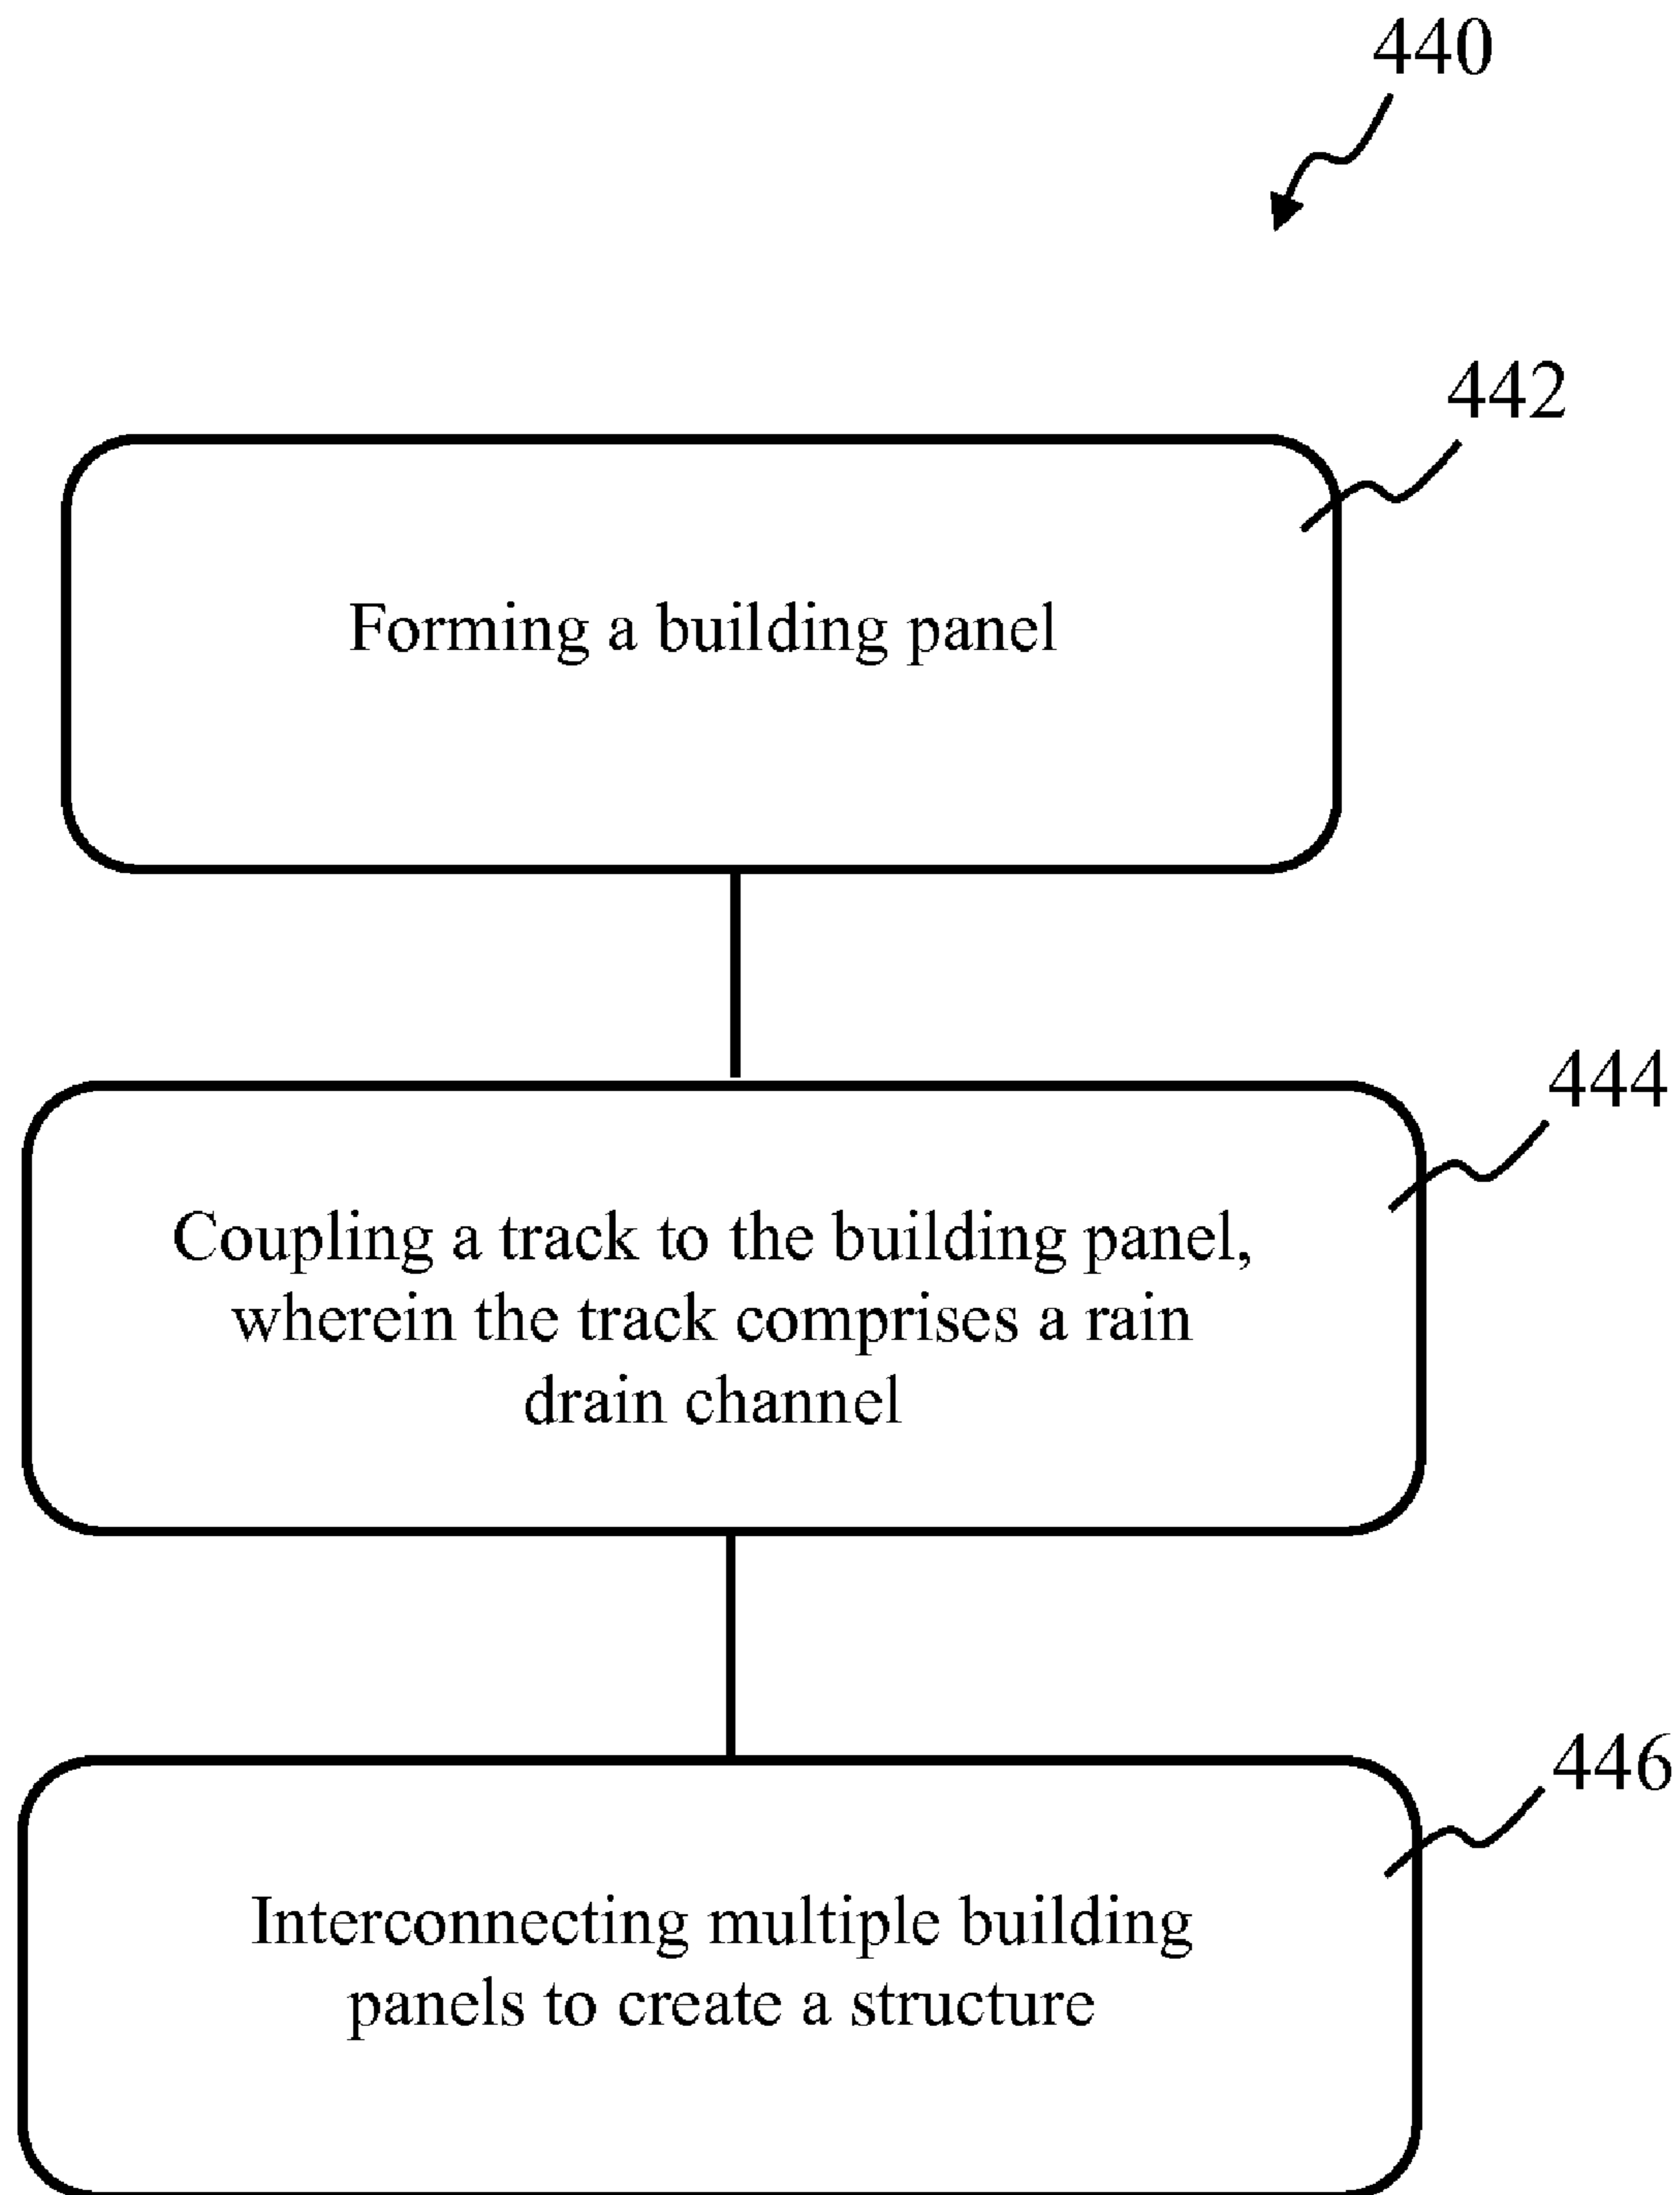 440
442
Forming a building panel
444
Coupling a track to the building panel,
wherein the track comprises a rain
drain channel
446
Interconnecting multiple building
panels to create a structure